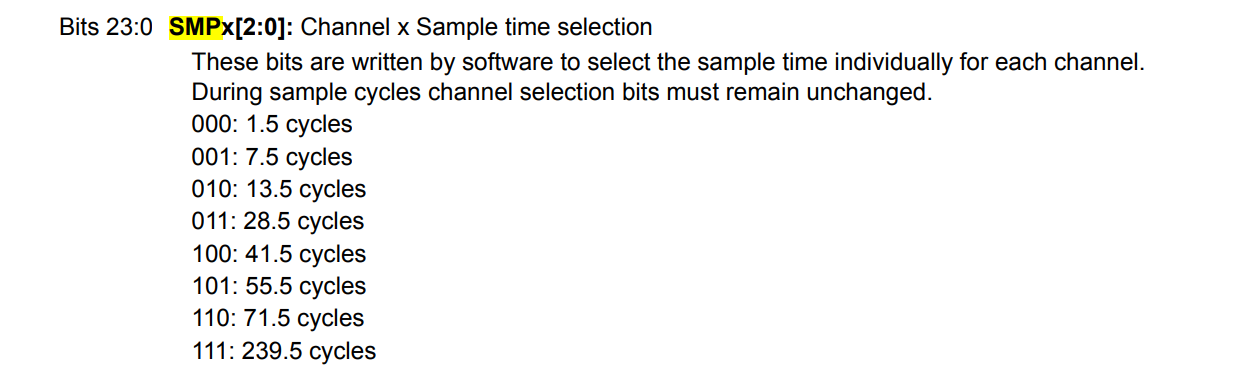 Bits 23:0 SMPx[2:0]: Channel x Sample time selection
These bits are written by software to select the sample time individually for each channel.
During sample cycles channel selection bits must remain unchanged.
000: 1.5 cycles
001: 7.5 cycles
010: 13.5 cycles
011: 28.5 cycles
100: 41.5 cycles
101: 55.5 cycles
110: 71.5 cycles
111: 239.5 cycles